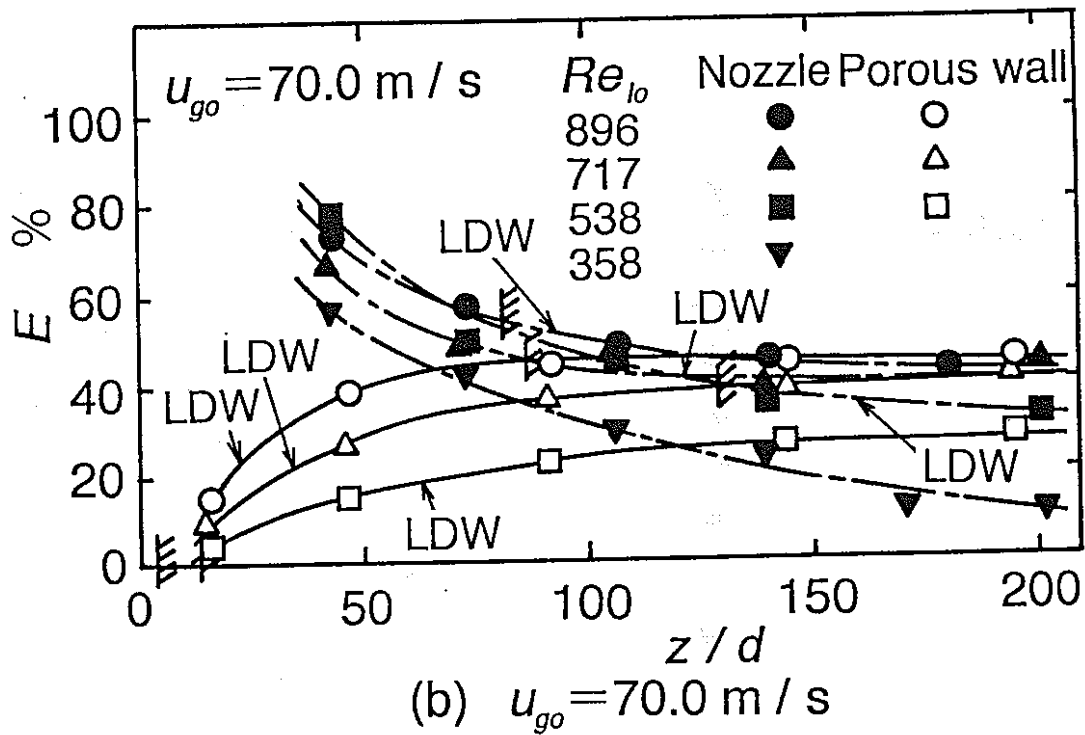 u_go=70.0 m / s
Re_lo Nozzle Porous wall
896
717
538
358
100
80
60
40
20
0
E %
LDW
LDW
LDW
LDW
LDW
LDW
0 50 100 150 200
z / d
(b) u_go=70.0 m / s